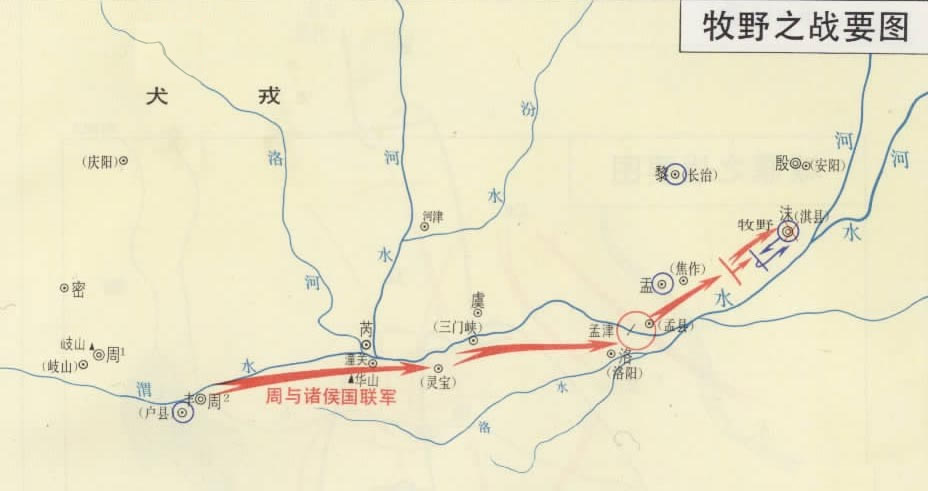 牧野之战要图
犬 戎
洛
河
河
水
汾
水
河
河
水
水
(庆阳)
河津
黎(长治)
殷(安阳)
沫(淇县)
牧野
密
虞
(三门峡)
盂
(焦作)
孟津
(孟县)
洛
(洛阳)
岐山
(岐山)
周1
芮
潼关
华山
(灵宝)
渭
水
丰
周2
(户县)
周与诸侯国联军
洛
水